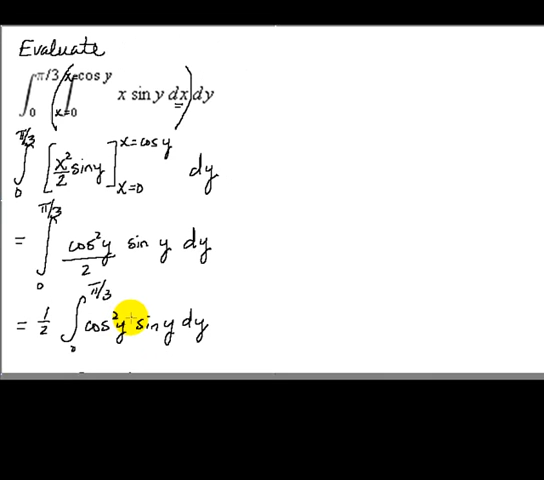 Evaluate
∫₀^{π/3} ( ∫_{x=0}^{x=cos y} x sin y dx ) dy
∫₀^{π/3} [ x²/2 sin y ]_{x=0}^{x=cos y} dy
= ∫₀^{π/3} cos²y/2 sin y dy
= 1/2 ∫₀^{π/3} cos²y sin y dy